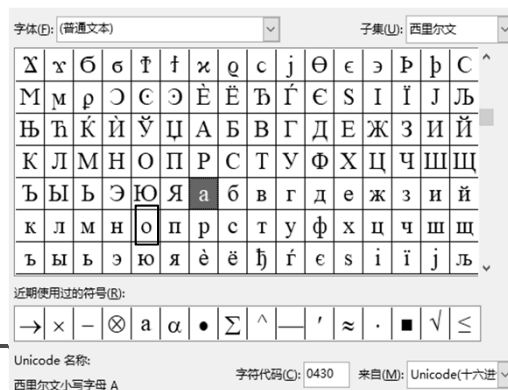 字体(F): (普通文本) 子集(U): 西里尔文
Ϫ ϫ Ϭ ϭ Ϯ ϯ ϰ ϱ ϲ ϳ ϴ ϵ ϶ Ϸ ϸ Ϲ
Ϻ ϻ ϼ Ͻ Ͼ Ͽ Ѐ Ё Ђ Ѓ Є Ѕ І Ї Ј Љ
Њ Ћ Ќ Ѝ Ў Џ А Б В Г Д Е Ж З И Й
К Л М Н О П Р С Т У Ф Х Ц Ч Ш Щ
Ъ Ы Ь Э Ю Я а б в г д е ж з и й
к л м н о п р с т у ф х ц ч ш щ
ъ ы ь э ю я ѐ ё ђ ѓ є ѕ і ї ј љ
近期使用过的符号(R):
→ × − ⊗ a α ● Σ ^ — ′ ≈ · ■ √ ≤
Unicode 名称:
西里尔文小写字母 A 字符代码(C): 0430 来自(M): Unicode(十六进